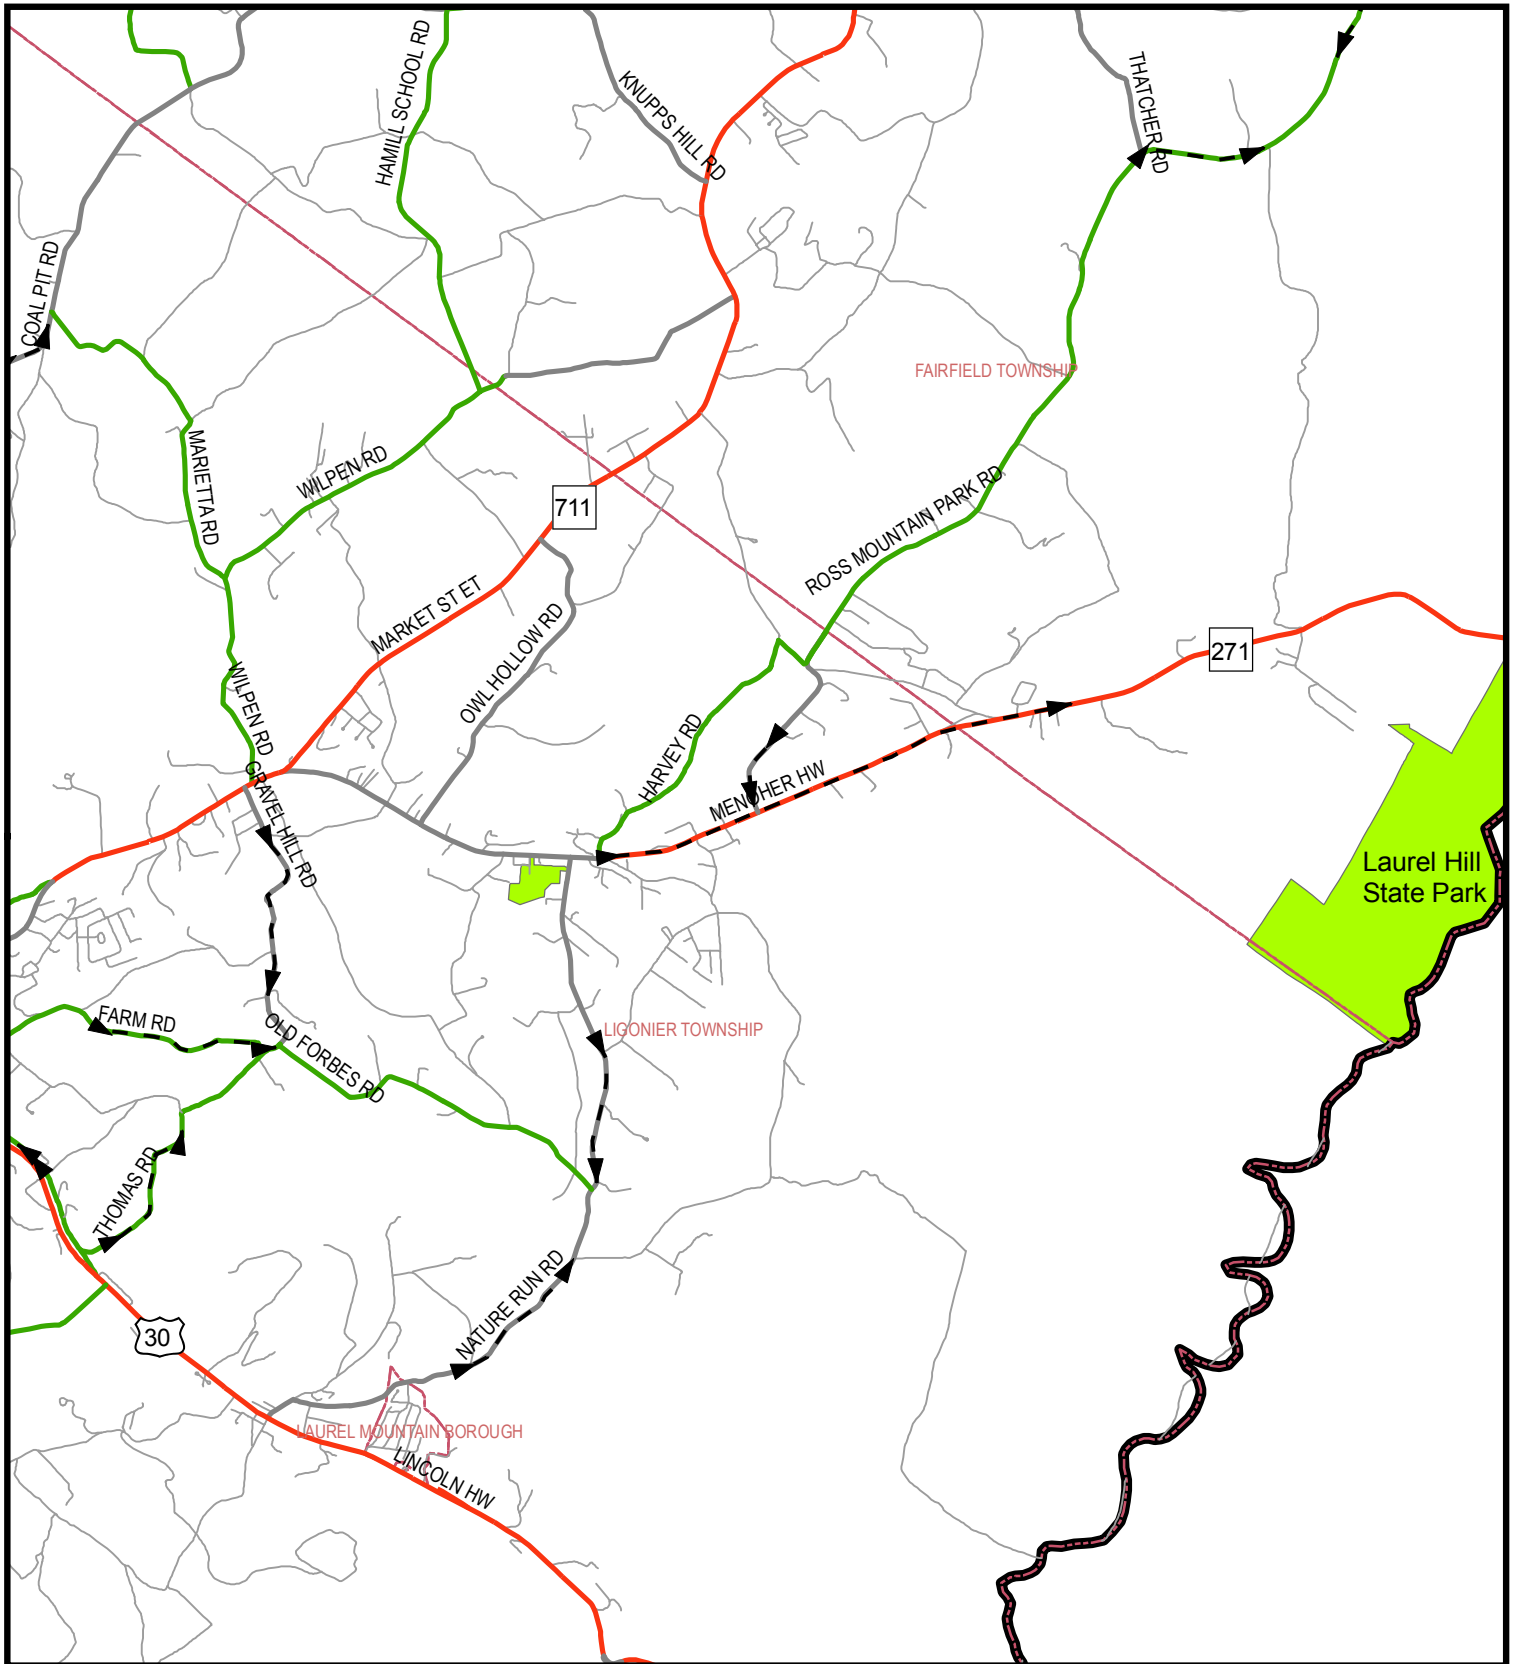 HAMILL SCHOOL RD
KNUPPS HILL RD
THATCHER RD
COAL PIT RD
FAIRFIELD TOWNSHIP
MARIETTA RD
WILPEN RD
711
ROSS MOUNTAIN PARK RD
MARKET ST ET
OWL HOLLOW RD
271
WILPEN RD
HARVEY RD
MENOHER HW
GRAVEL HILL RD
Laurel Hill
State Park
FARM RD
OLD FORBES RD
LIGONIER TOWNSHIP
THOMAS RD
NATURE RUN RD
30
LAUREL MOUNTAIN BOROUGH
LINCOLN HW